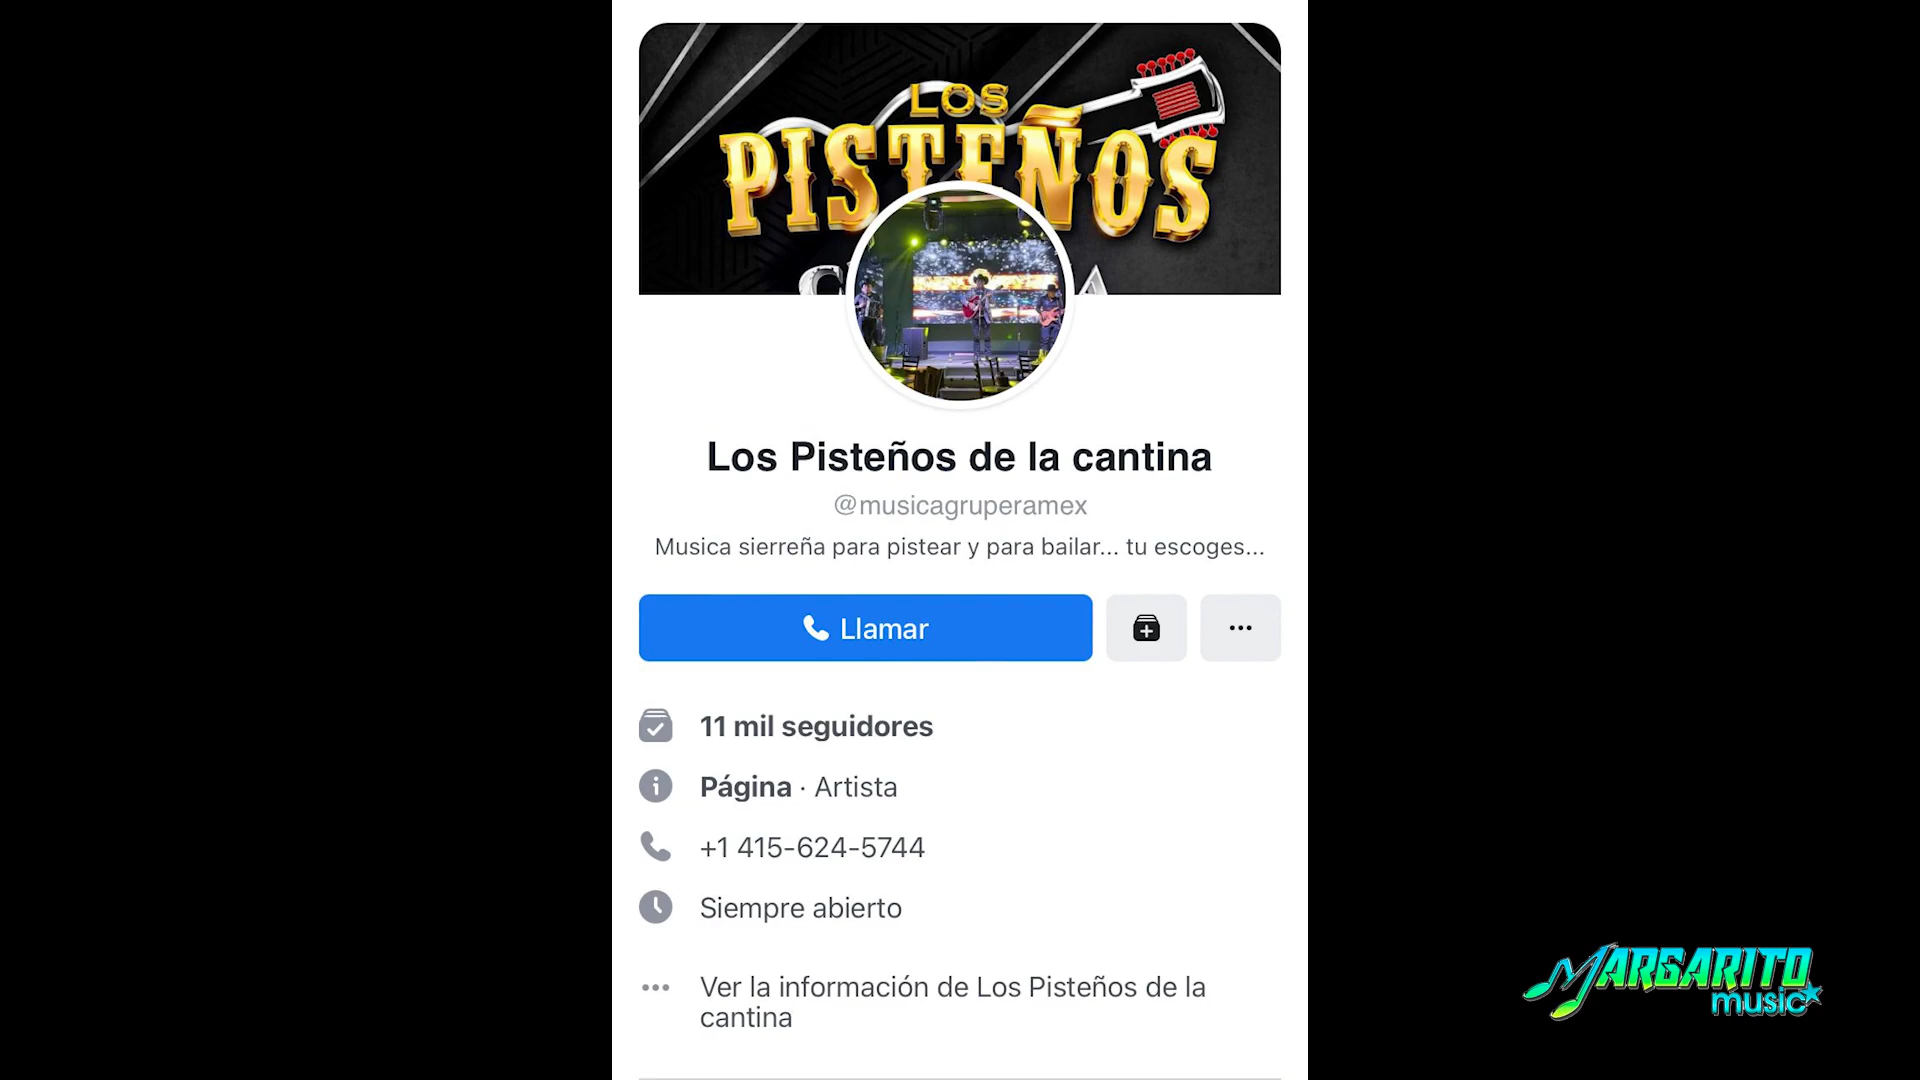 LOS
PISTEÑOS
Los Pisteños de la cantina
@musicagruperamex
Musica sierreña para pistear y para bailar... tu escoges...
Llamar
11 mil seguidores
Página · Artista
+1 415-624-5744
Siempre abierto
Ver la información de Los Pisteños de la
cantina
MARGARITO
music